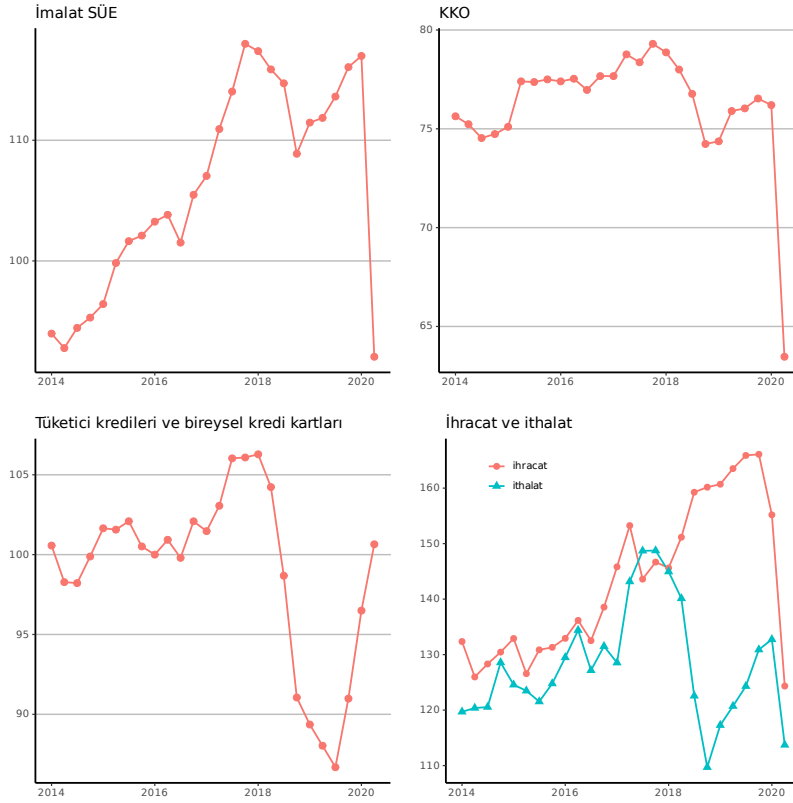 İmalat SÜE
110
100
2014 2016 2018 2020
KKO
80
75
70
65
2014 2016 2018 2020
Tüketici kredileri ve bireysel kredi kartları
105
100
95
90
2014 2016 2018 2020
İhracat ve ithalat
ihracat
ithalat
160
150
140
130
120
110
2014 2016 2018 2020